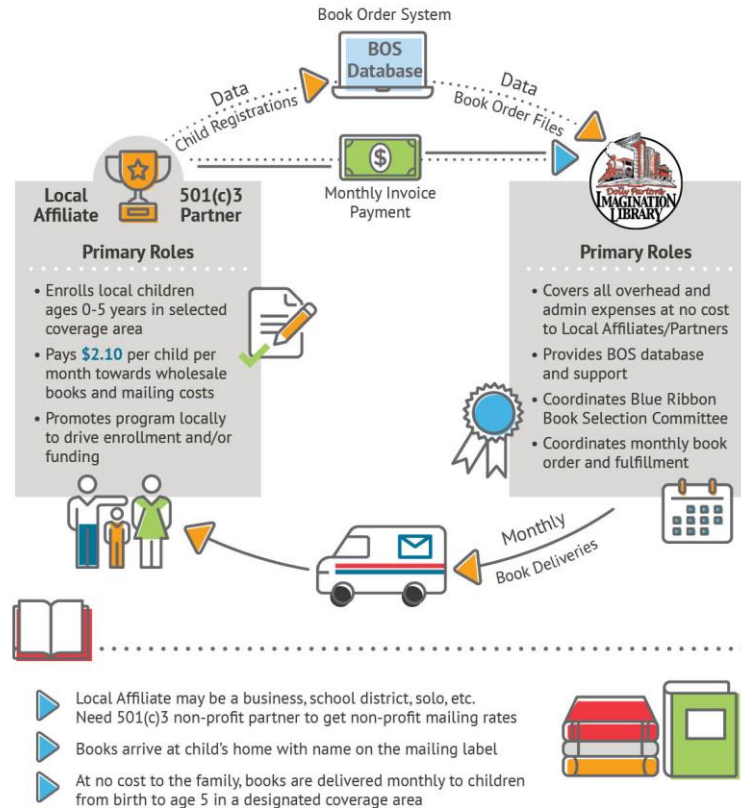 Book Order System
BOS
Database
Data
Child Registrations
Data
Book Order Files
$
Monthly Invoice
Payment
Local
Affiliate
501(c)3
Partner
Primary Roles
• Enrolls local children
ages 0-5 years in selected
coverage area
• Pays $2.10 per child per
month towards wholesale
books and mailing costs
• Promotes program locally
to drive enrollment and/or
funding
Dolly Parton's
IMAGINATION
LIBRARY
Primary Roles
• Covers all overhead and
admin expenses at no cost
to Local Affiliates/Partners
• Provides BOS database
and support
• Coordinates Blue Ribbon
Book Selection Committee
• Coordinates monthly book
order and fulfillment
Monthly
Book Deliveries
Local Affiliate may be a business, school district, solo, etc.
Need 501(c)3 non-profit partner to get non-profit mailing rates
Books arrive at child's home with name on the mailing label
At no cost to the family, books are delivered monthly to children
from birth to age 5 in a designated coverage area